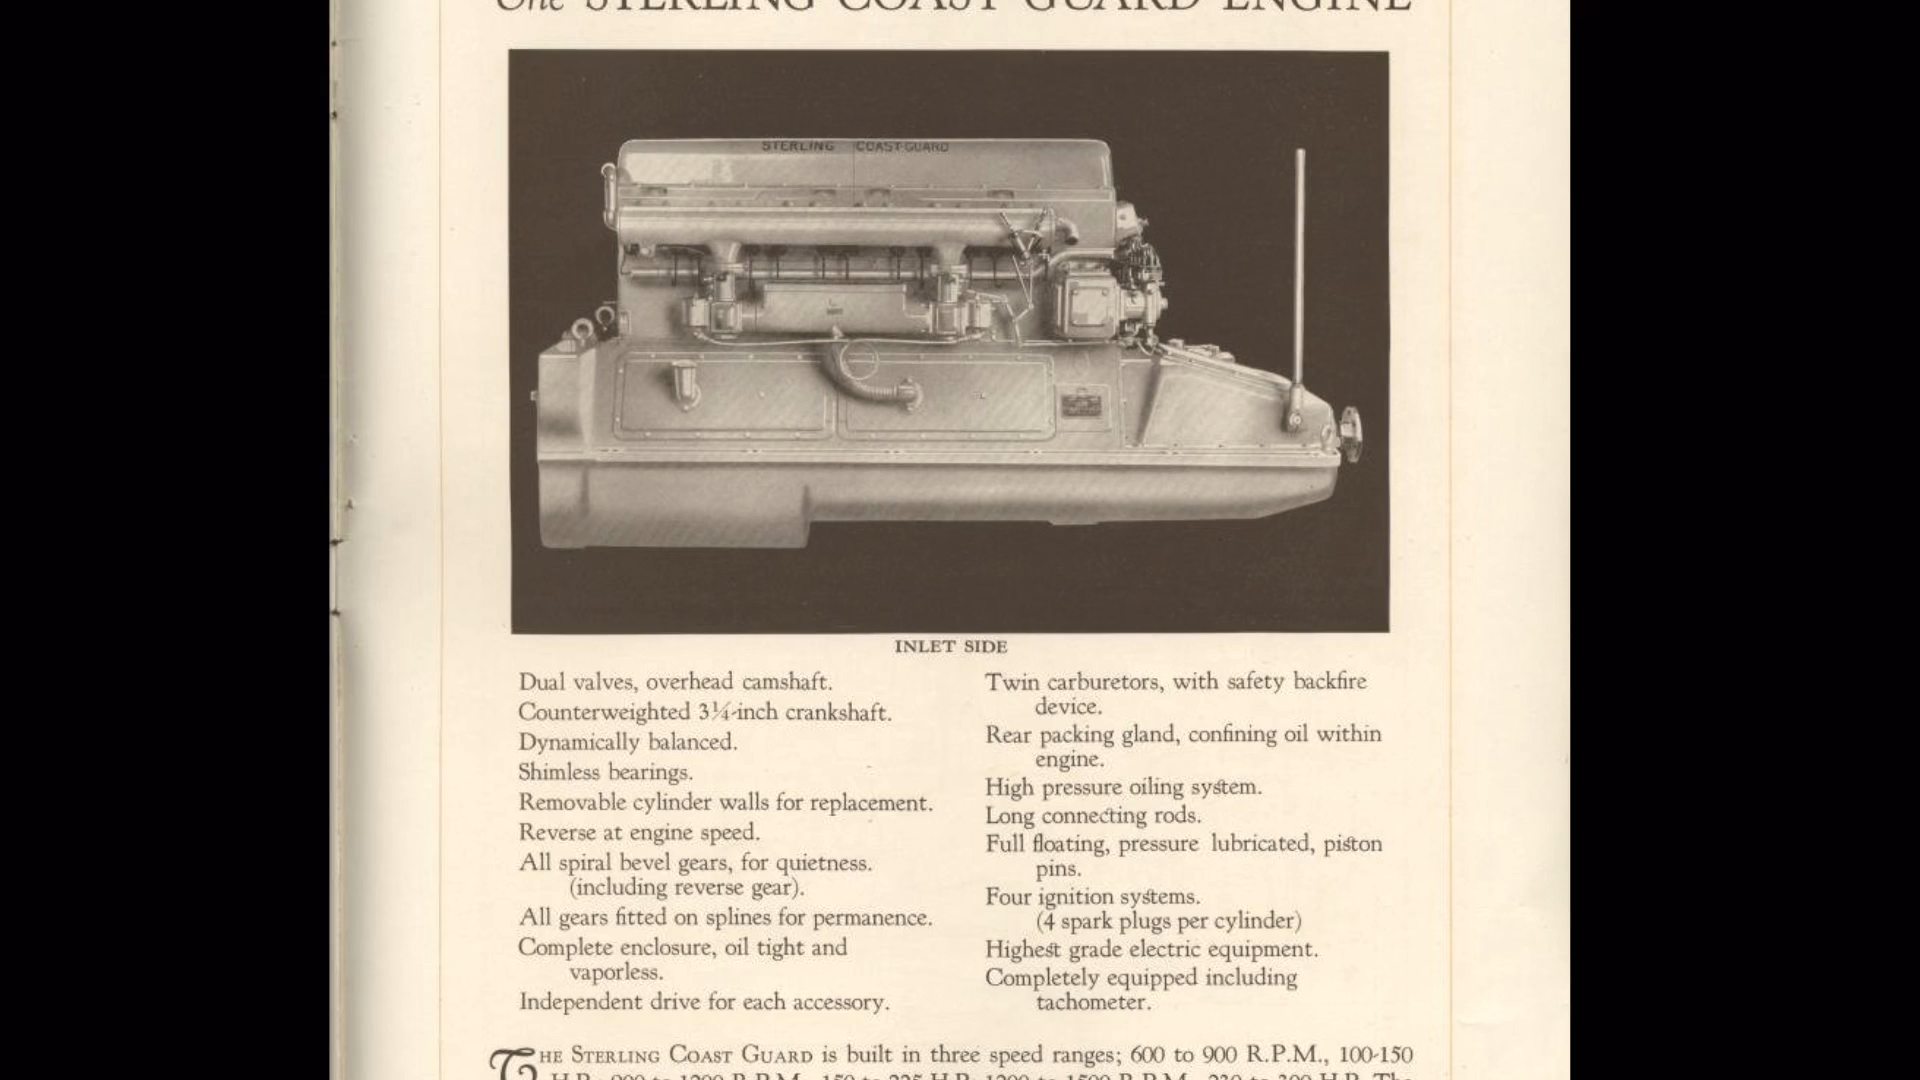 The STERLING COAST GUARD ENGINE
STERLING COAST-GUARD
INLET SIDE
Dual valves, overhead camshaft.
Counterweighted 3¼-inch crankshaft.
Dynamically balanced.
Shimless bearings.
Removable cylinder walls for replacement.
Reverse at engine speed.
All spiral bevel gears, for quietness.
(including reverse gear).
All gears fitted on splines for permanence.
Complete enclosure, oil tight and
vaporless.
Independent drive for each accessory.
Twin carburetors, with safety backfire
device.
Rear packing gland, confining oil within
engine.
High pressure oiling system.
Long connecting rods.
Full floating, pressure lubricated, piston
pins.
Four ignition systems.
(4 spark plugs per cylinder)
Highest grade electric equipment.
Completely equipped including
tachometer.
THE STERLING COAST GUARD is built in three speed ranges; 600 to 900 R.P.M., 100-150
H.P.; 900 to 1200 R.P.M., 150 to 225 H.P.; 1200 to 1500 R.P.M., 230 to 300 H.P. The